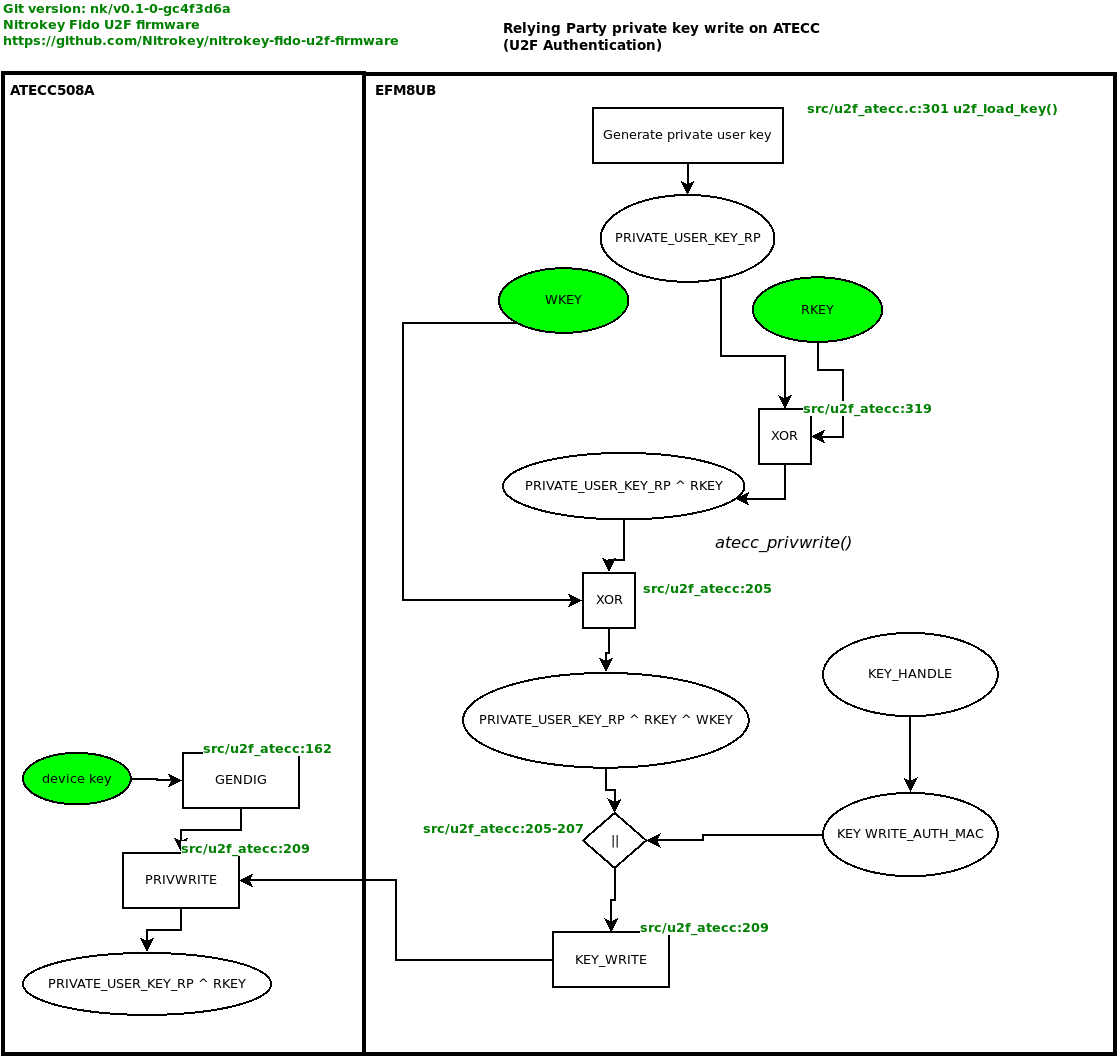 Git version: nk/v0.1-0-gc4f3d6a
Nitrokey Fido U2F firmware
https://github.com/Nitrokey/nitrokey-fido-u2f-firmware
Relying Party private key write on ATECC
(U2F Authentication)
ATECC508A
EFM8UB
src/u2f_atecc.c:301 u2f_load_key()
Generate private user key
PRIVATE_USER_KEY_RP
WKEY
RKEY
src/u2f_atecc:319
XOR
PRIVATE_USER_KEY_RP ^ RKEY
atecc_privwrite()
XOR
src/u2f_atecc:205
KEY_HANDLE
PRIVATE_USER_KEY_RP ^ RKEY ^ WKEY
src/u2f_atecc:162
device key
GENDIG
src/u2f_atecc:205-207
||
KEY WRITE_AUTH_MAC
src/u2f_atecc:209
PRIVWRITE
src/u2f_atecc:209
KEY_WRITE
PRIVATE_USER_KEY_RP ^ RKEY